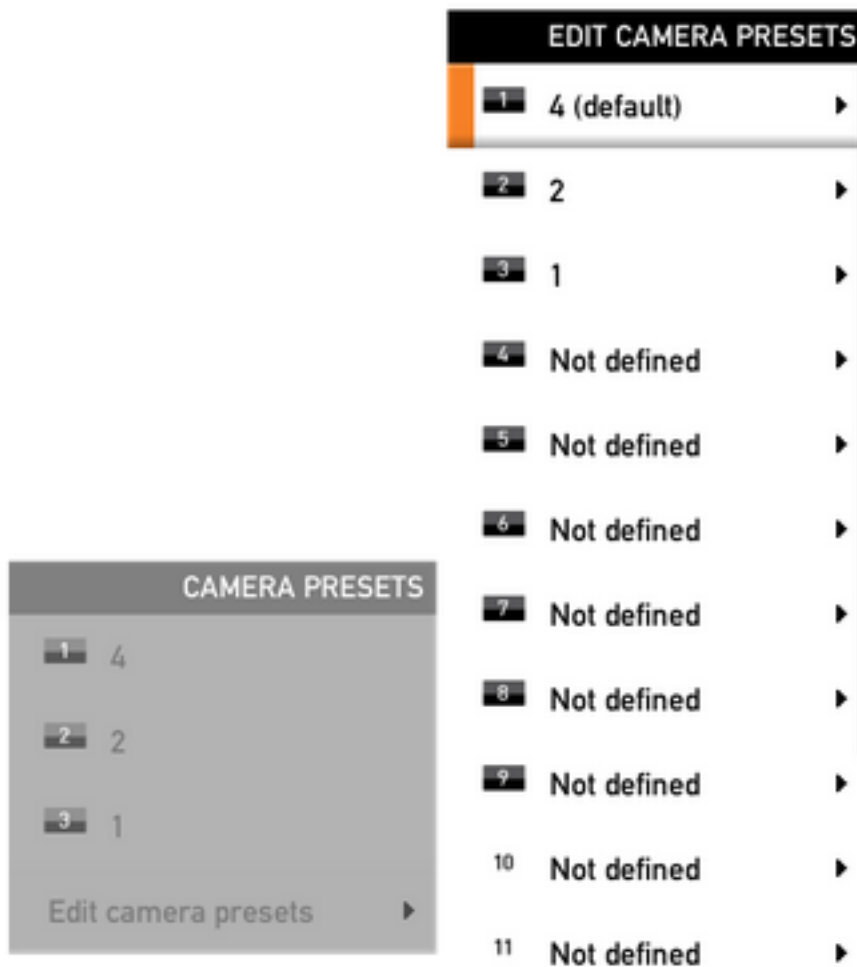 EDIT CAMERA PRESETS
1 4 (default)
2 2
3 1
4 Not defined
5 Not defined
6 Not defined
7 Not defined
8 Not defined
9 Not defined
10 Not defined
11 Not defined
CAMERA PRESETS
1 4
2 2
3 1
Edit camera presets